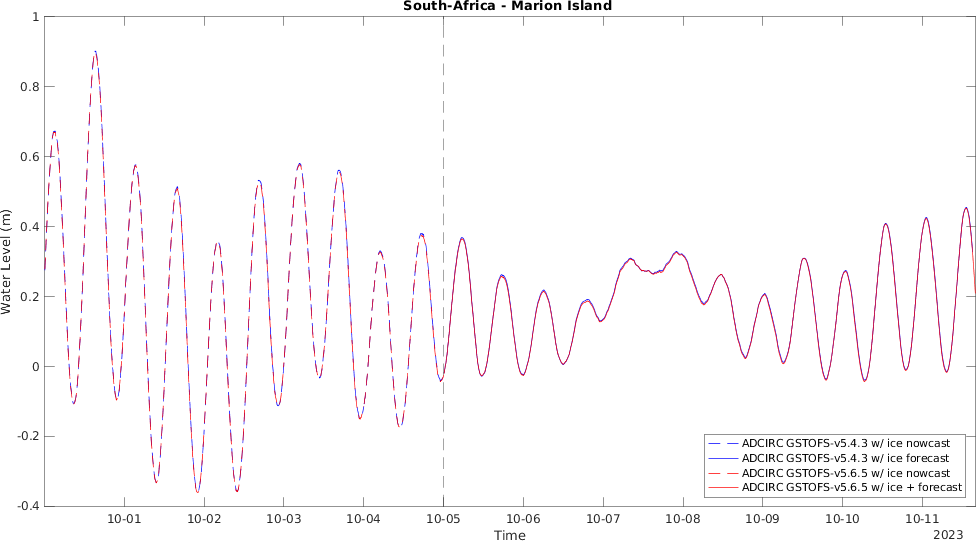 South-Africa - Marion Island
1
0.8
0.6
0.4
0.2
0
-0.2
-0.4
Water Level (m)
10-01 10-02 10-03 10-04 10-05 10-06 10-07 10-08 10-09 10-10 10-11
Time
2023
ADCIRC GSTOFS-v5.4.3 w/ ice nowcast
ADCIRC GSTOFS-v5.4.3 w/ ice forecast
ADCIRC GSTOFS-v5.6.5 w/ ice nowcast
ADCIRC GSTOFS-v5.6.5 w/ ice + forecast